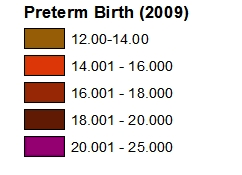 Preterm Birth (2009)
12.00-14.00
14.001 - 16.000
16.001 - 18.000
18.001 - 20.000
20.001 - 25.000